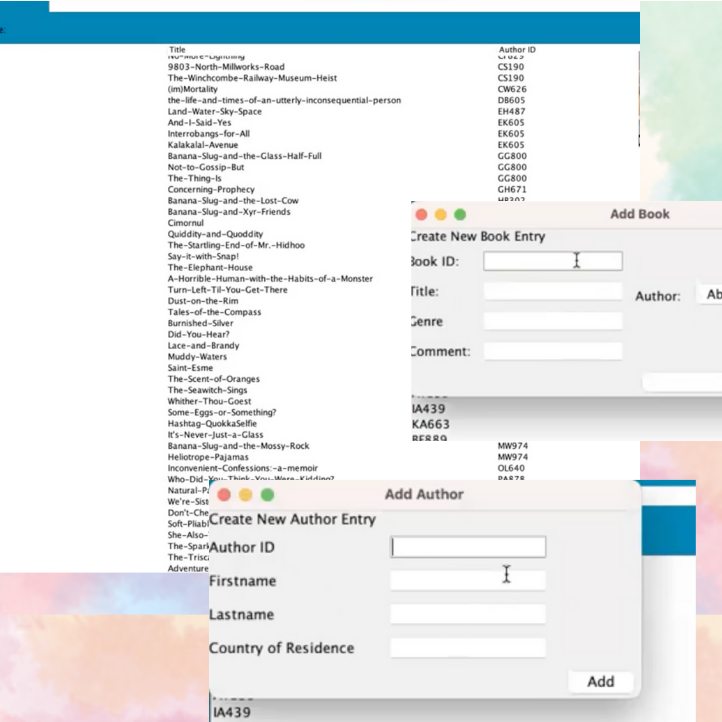 Title Author ID
No-More-Lightning CF829
9803-North-Millworks-Road CS190
The-Winchcombe-Railway-Museum-Heist CS190
(im)Mortality CW626
the-life-and-times-of-an-utterly-inconsequential-person DB605
Land-Water-Sky-Space EH487
And-I-Said-Yes EK605
Interrobangs-for-All EK605
Kalakalal-Avenue EK605
Banana-Slug-and-the-Glass-Half-Full GG800
Not-to-Gossip-But GG800
The-Thing-Is GG800
Concerning-Prophecy GH671
Banana-Slug-and-the-Lost-Cow HB302
Banana-Slug-and-Xyr-Friends
Cimornul
Quiddity-and-Quoddity
The-Startling-End-of-Mr.-Hidhoo
Say-it-with-Snap!
The-Elephant-House
A-Horrible-Human-with-the-Habits-of-a-Monster
Turn-Left-Til-You-Get-There
Dust-on-the-Rim
Tales-of-the-Compass
Burnished-Silver
Did-You-Hear?
Lace-and-Brandy
Muddy-Waters
Saint-Esme
The-Scent-of-Oranges
The-Seawitch-Sings
Whither-Thou-Goest
Some-Eggs-or-Something?
Hashtag-QuokkaSelfie
It's-Never-Just-a-Glass
Banana-Slug-and-the-Mossy-Rock MW974
Heliotrope-Pajamas MW974
Inconvenient-Confessions:-a-memoir OL640
Who-Did-You-Think-You-Were-Kidding? PA878
Natural-Pa
We're-Sist
Don't-Che
Soft-Pliabl
She-Also-
The-Spark
The-Trisc
Adventure
Add Book
Create New Book Entry
Book ID:
Title:
Author: Ab
Genre
Comment:
IA439
KA663
BF889
Add Author
Create New Author Entry
Author ID
Firstname
Lastname
Country of Residence
Add
IA439